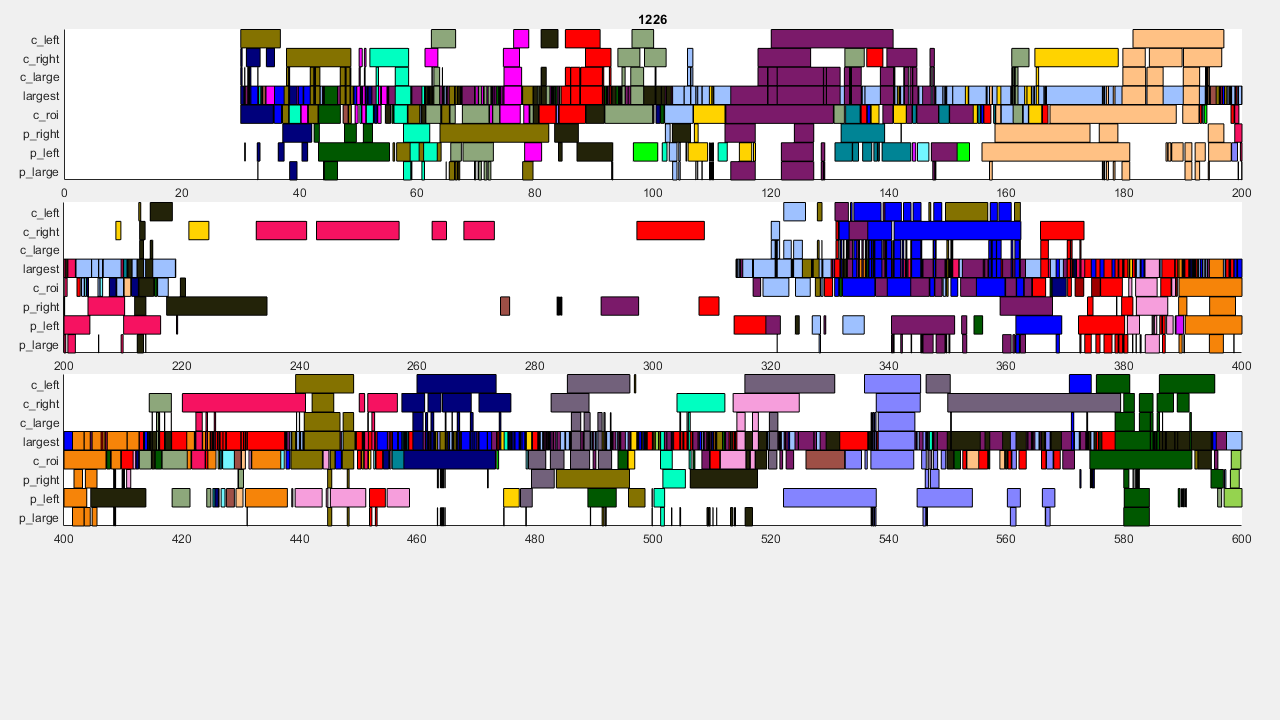 1226
c_left
c_right
c_large
largest
c_roi
p_right
p_left
p_large
0 20 40 60 80 100 120 140 160 180 200
c_left
c_right
c_large
largest
c_roi
p_right
p_left
p_large
200 220 240 260 280 300 320 340 360 380 400
c_left
c_right
c_large
largest
c_roi
p_right
p_left
p_large
400 420 440 460 480 500 520 540 560 580 600